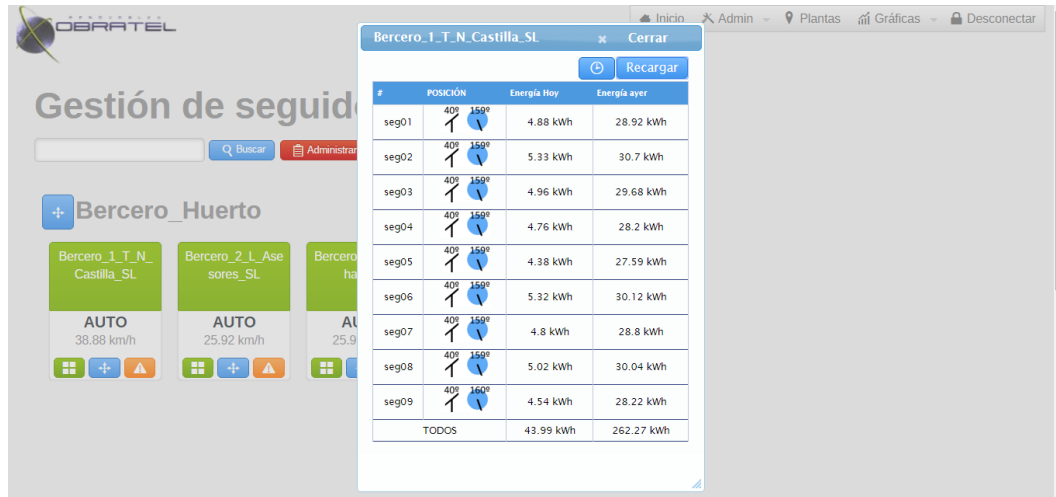 OBRATEL
Inicio Admin Plantas Gráficas Desconectar
Bercero_1_T_N_Castilla_SL Cerrar
Recargar
Gestión de seguid
Buscar Administrar
Bercero_Huerto
Bercero_1_T_N_
Castilla_SL
AUTO
38.88 km/h
Bercero_2_L_Ase
sores_SL
AUTO
25.92 km/h
Bercero
ha
25.9
# POSICIÓN Energía Hoy Energía ayer
40º 159º
seg01 4.88 kWh 28.92 kWh
40º 159º
seg02 5.33 kWh 30.7 kWh
40º 159º
seg03 4.96 kWh 29.68 kWh
40º 159º
seg04 4.76 kWh 28.2 kWh
40º 159º
seg05 4.38 kWh 27.59 kWh
40º 159º
seg06 5.32 kWh 30.12 kWh
40º 159º
seg07 4.8 kWh 28.8 kWh
40º 159º
seg08 5.02 kWh 30.04 kWh
40º 160º
seg09 4.54 kWh 28.22 kWh
TODOS 43.99 kWh 262.27 kWh